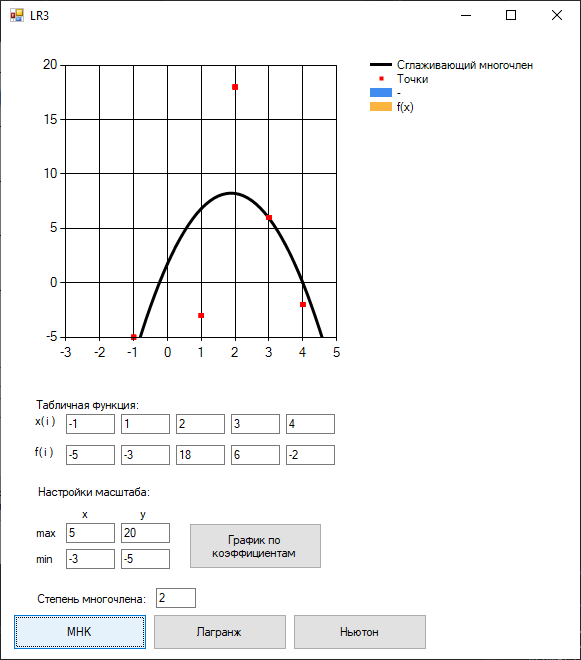 LR3
20
15
10
5
0
-5
-3 -2 -1 0 1 2 3 4 5
Сглаживающий многочлен
Точки
-
f(x)
Табличная функция:
x(i) -1 1 2 3 4
f(i) -5 -3 18 6 -2
Настройки масштаба:
x y
max 5 20
min -3 -5
График по
коэффициентам
Степень многочлена: 2
МНК Лагранж Ньютон